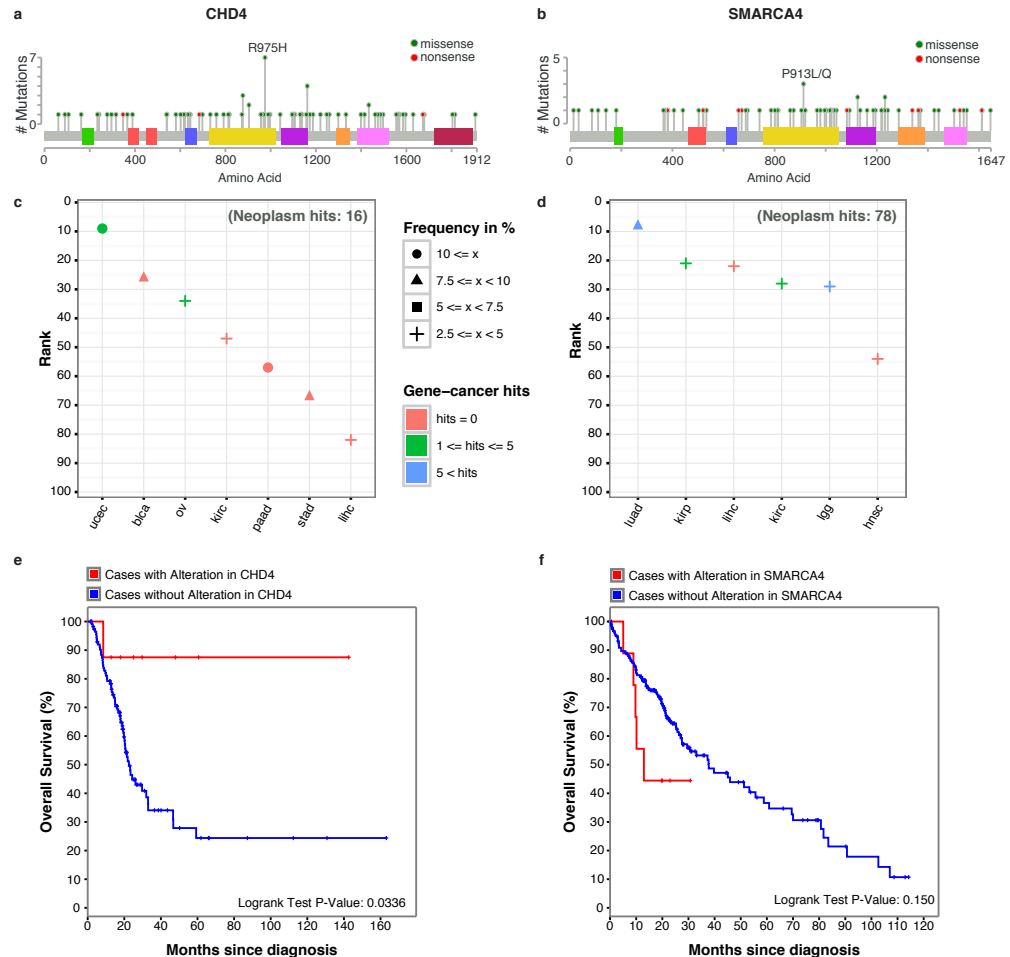 a
CHD4
R975H
missense
nonsense
7
0
# Mutations
0 400 800 1200 1600 1912
Amino Acid
b
SMARCA4
P913L/Q
missense
nonsense
5
0
# Mutations
0 400 800 1200 1647
Amino Acid
c
(Neoplasm hits: 16)
0
10
20
30
40
50
60
70
80
90
100
Rank
ucec blca ov kirc paad stad lihc
Frequency in %
10 <= x
7.5 <= x < 10
5 <= x < 7.5
2.5 <= x < 5
Gene−cancer hits
hits = 0
1 <= hits <= 5
5 < hits
d
(Neoplasm hits: 78)
0
10
20
30
40
50
60
70
80
90
100
Rank
luad kirp lihc kirc lgg hnsc
e
Cases with Alteration in CHD4
Cases without Alteration in CHD4
100
90
80
70
60
50
40
30
20
10
0
Overall Survival (%)
Logrank Test P-Value: 0.0336
0 20 40 60 80 100 120 140 160
Months since diagnosis
f
Cases with Alteration in SMARCA4
Cases without Alteration in SMARCA4
100
90
80
70
60
50
40
30
20
10
0
Overall Survival (%)
Logrank Test P-Value: 0.150
0 10 20 30 40 50 60 70 80 90 100 110 120
Months since diagnosis